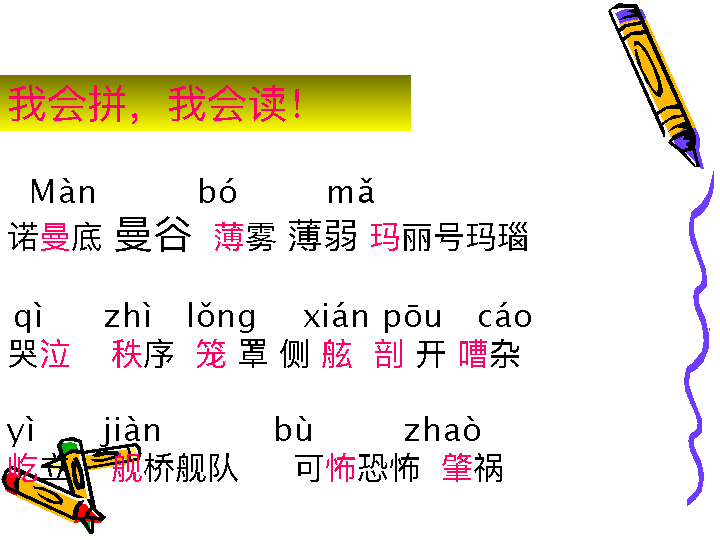 我会拼，我会读！
Màn bó mǎ
诺曼底 曼谷 薄雾 薄弱 玛丽号玛瑙
qì zhì lǒng xián pōu cáo
哭泣 秩序 笼 罩 侧 舷 剖 开 嘈杂
yì jiàn bù zhaò
屹立 舰桥舰队 可怖恐怖 肇祸